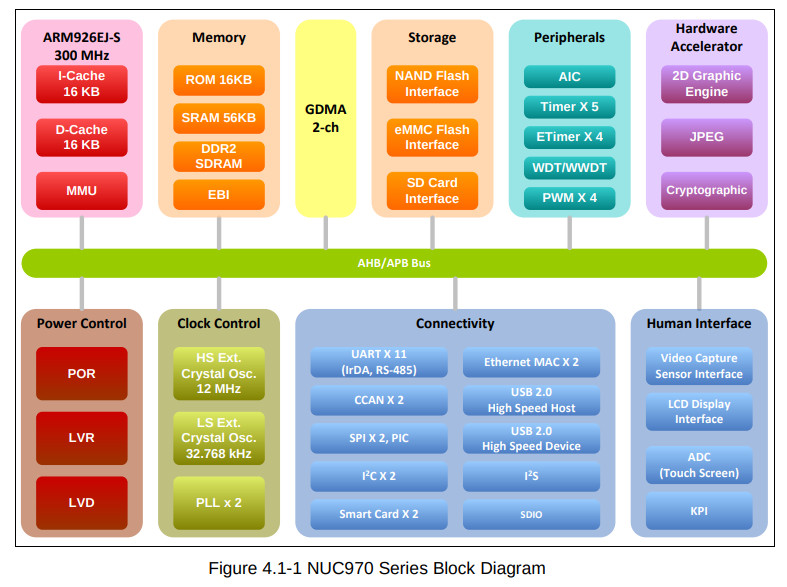 ARM926EJ-S
300 MHz
I-Cache
16 KB
D-Cache
16 KB
MMU
Memory
ROM 16KB
SRAM 56KB
DDR2
SDRAM
EBI
GDMA
2-ch
Storage
NAND Flash
Interface
eMMC Flash
Interface
SD Card
Interface
Peripherals
AIC
Timer X 5
ETimer X 4
WDT/WWDT
PWM X 4
Hardware
Accelerator
2D Graphic
Engine
JPEG
Cryptographic
AHB/APB Bus
Power Control
POR
LVR
LVD
Clock Control
HS Ext.
Crystal Osc.
12 MHz
LS Ext.
Crystal Osc.
32.768 kHz
PLL x 2
Connectivity
UART X 11
(IrDA, RS-485)
CCAN X 2
SPI X 2, PIC
I²C X 2
Smart Card X 2
Ethernet MAC X 2
USB 2.0
High Speed Host
USB 2.0
High Speed Device
I²S
SDIO
Human Interface
Video Capture
Sensor Interface
LCD Display
Interface
ADC
(Touch Screen)
KPI
Figure 4.1-1 NUC970 Series Block Diagram